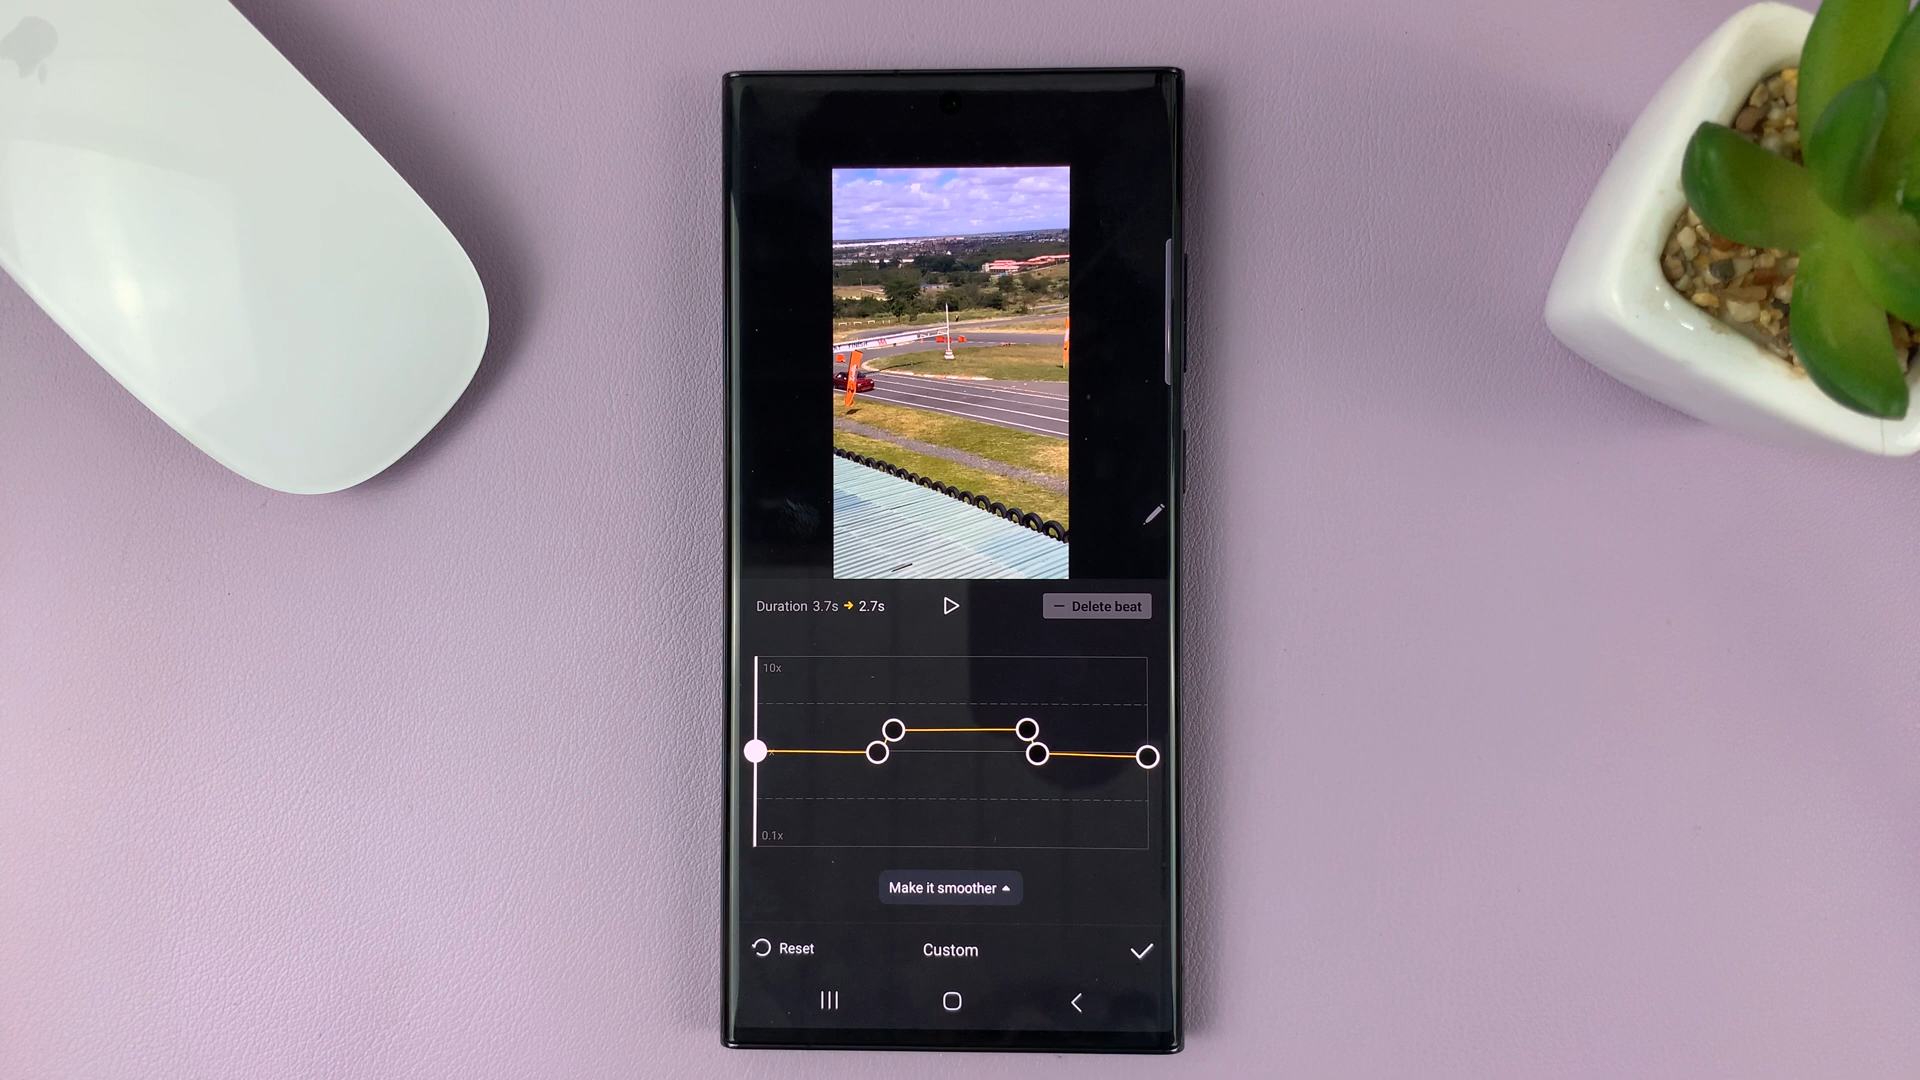 Duration 3.7s → 2.7s
− Delete beat
10x
0.1x
Make it smoother
Reset
Custom